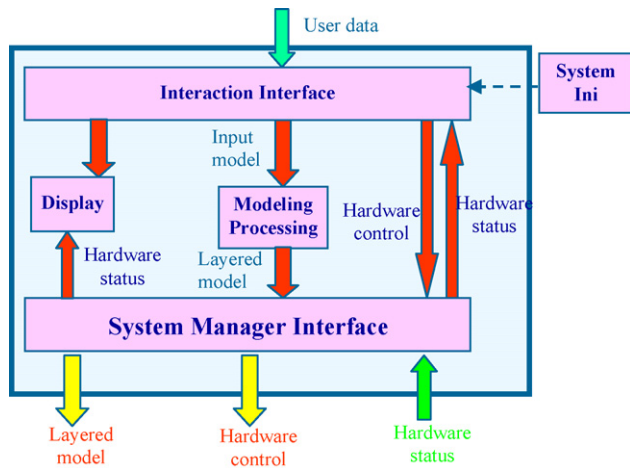 User data
Interaction Interface
System
Ini
Input
model
Display
Modeling
Processing
Hardware
control
Hardware
status
Hardware
status
Layered
model
System Manager Interface
Layered
model
Hardware
control
Hardware
status